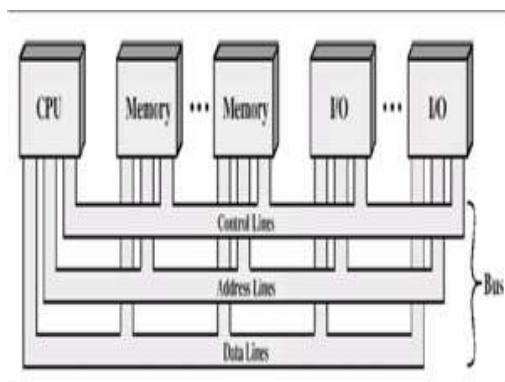 CPU Memory ••• Memory I/O ••• I/O
Control Lines
Address Lines
Bus
Data Lines